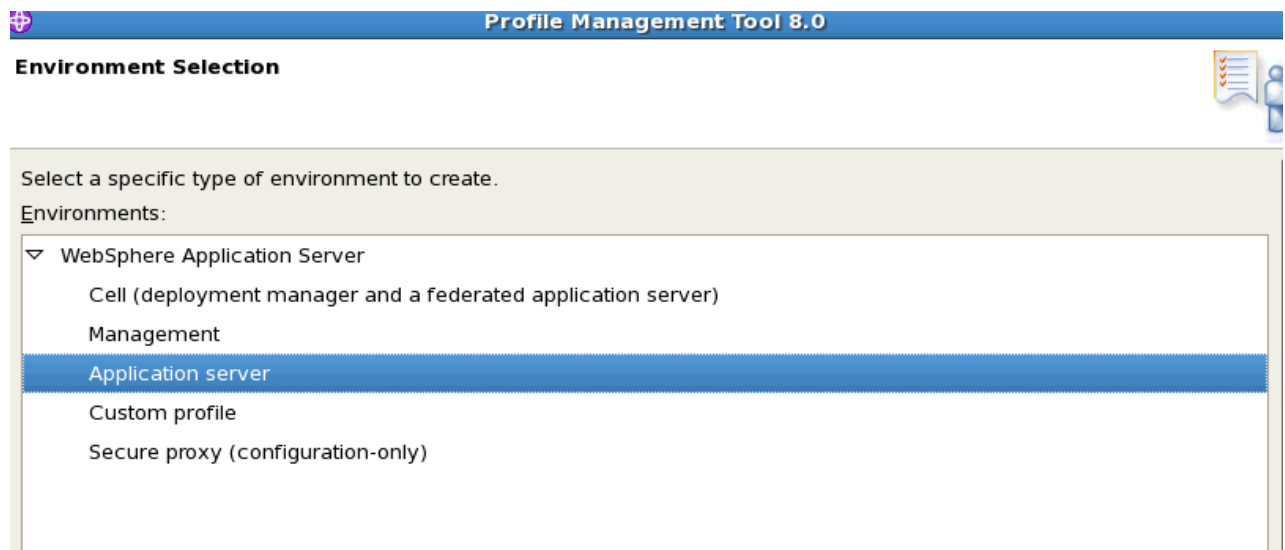 Profile Management Tool 8.0
Environment Selection
Select a specific type of environment to create.
Environments:
WebSphere Application Server
Cell (deployment manager and a federated application server)
Management
Application server
Custom profile
Secure proxy (configuration-only)